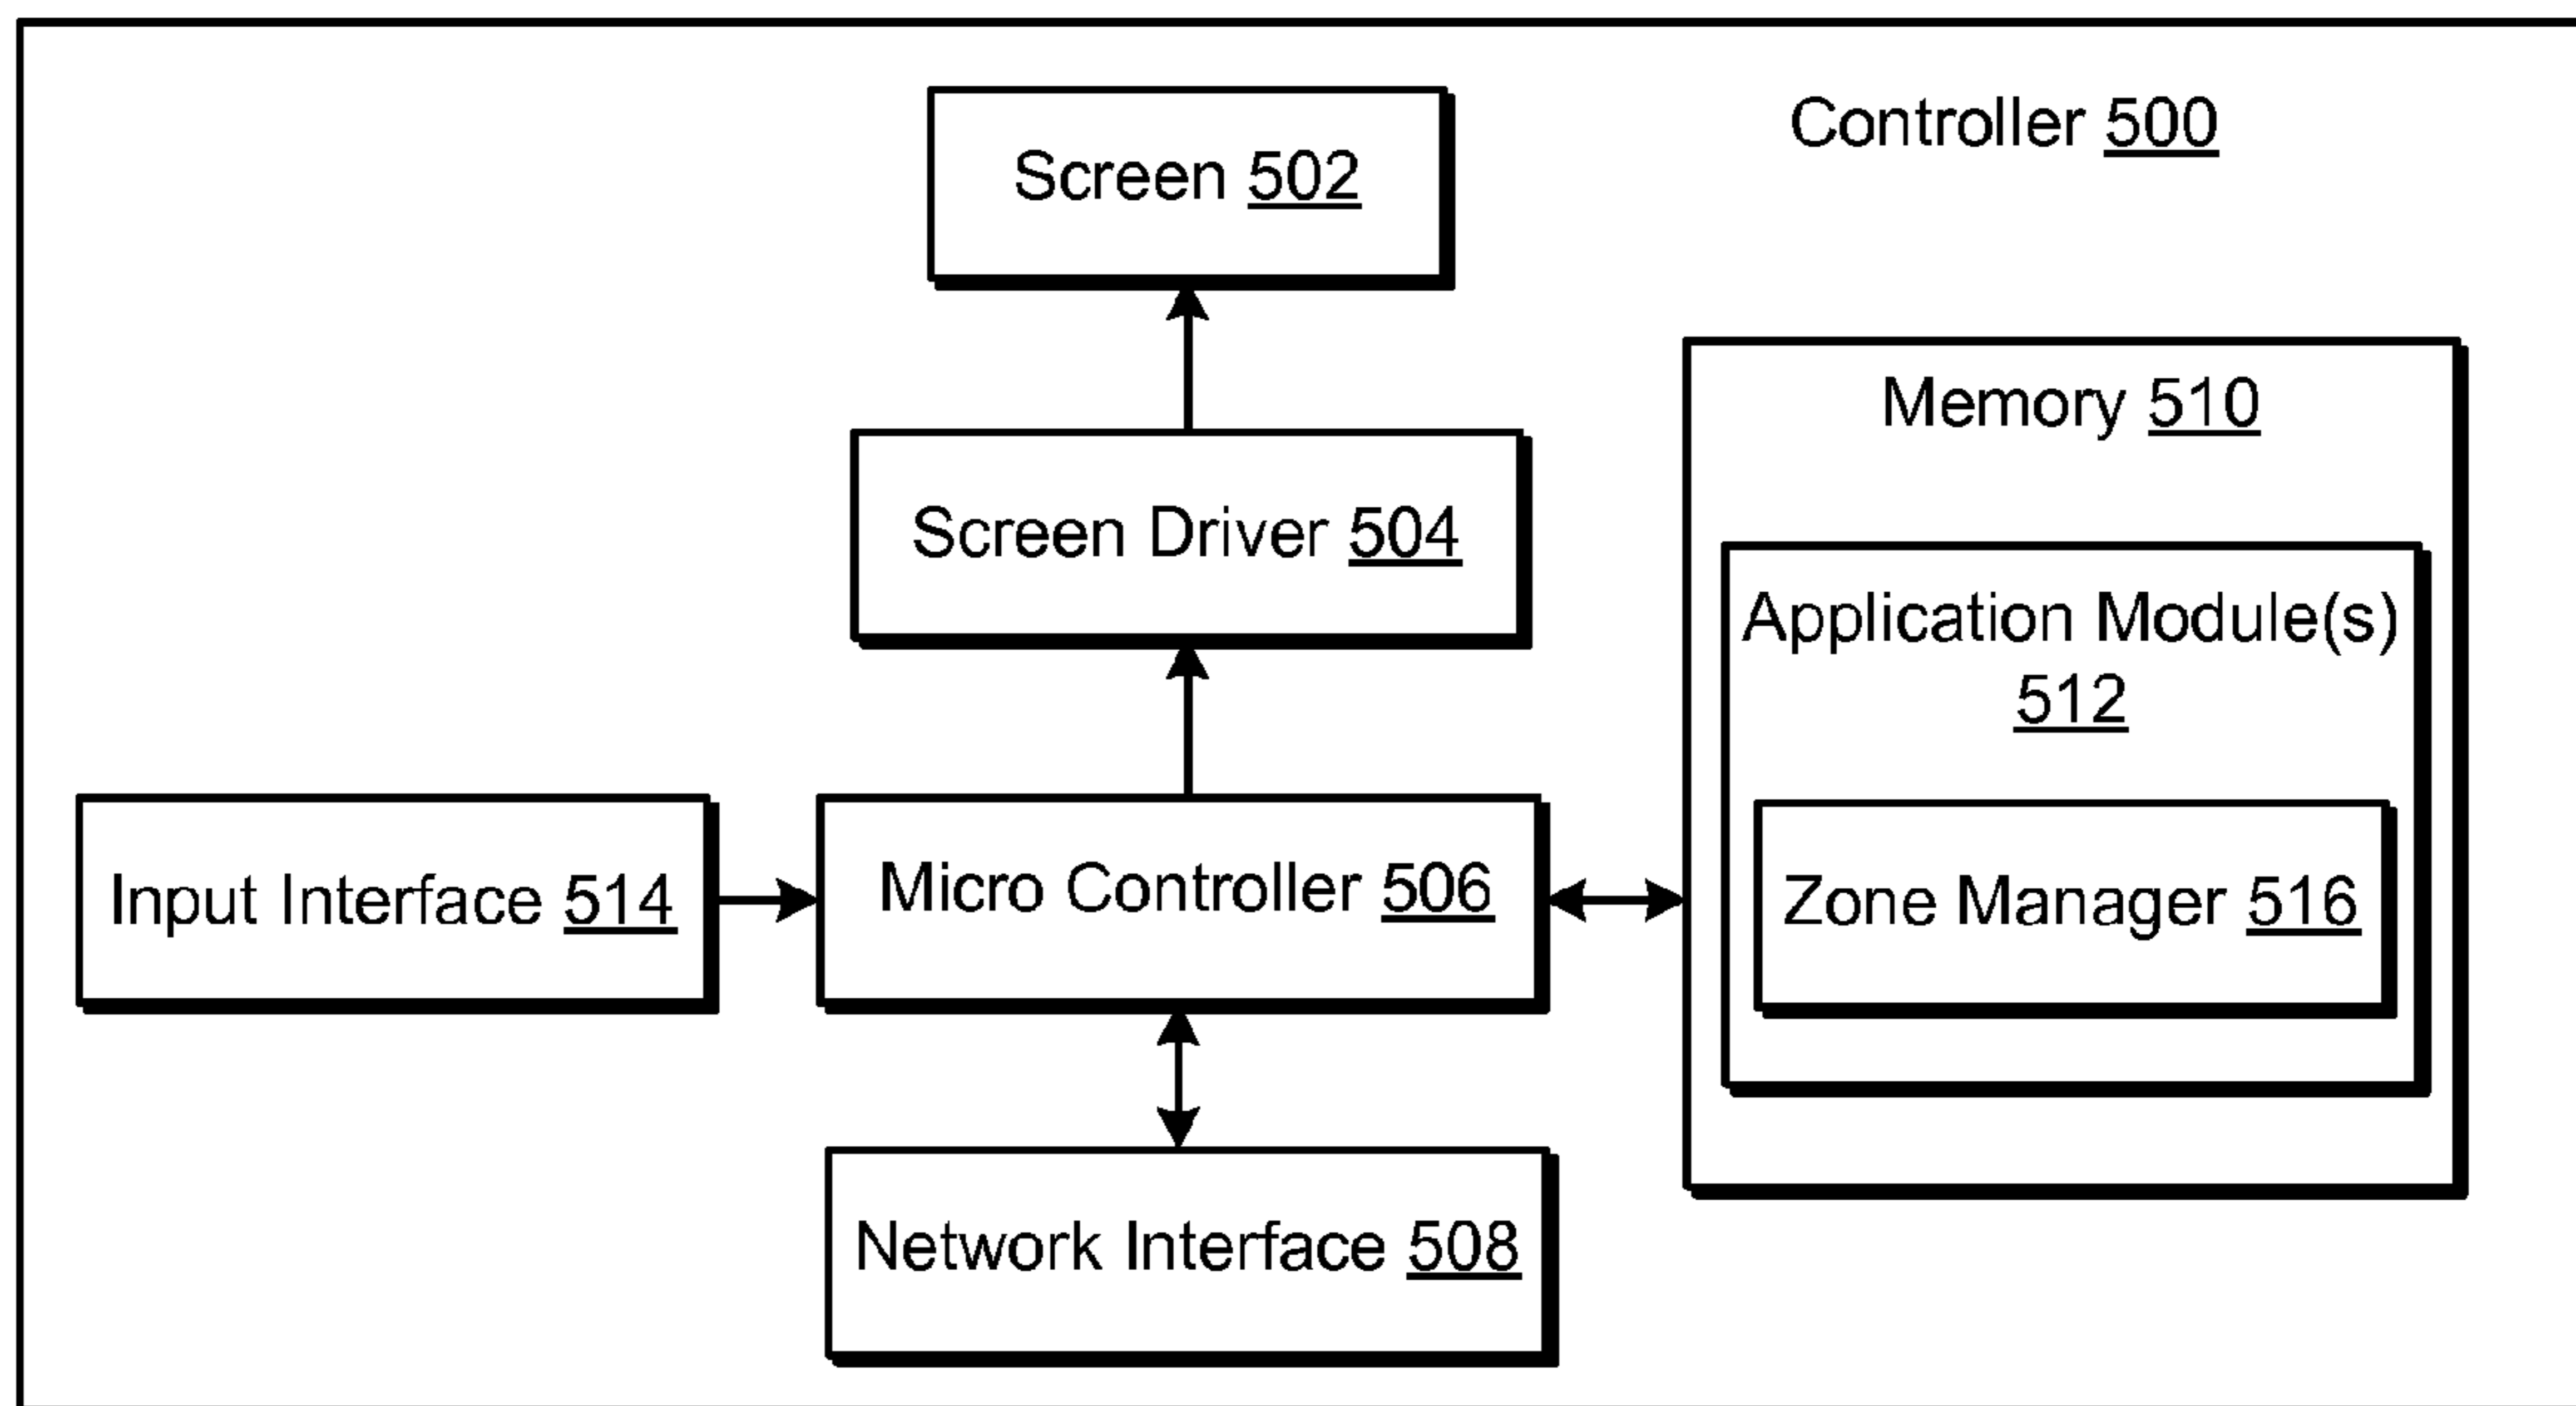 Controller 500
Screen 502
Memory 510
Screen Driver 504
Application Module(s)
512
Input Interface 514
Micro Controller 506
Zone Manager 516
Network Interface 508